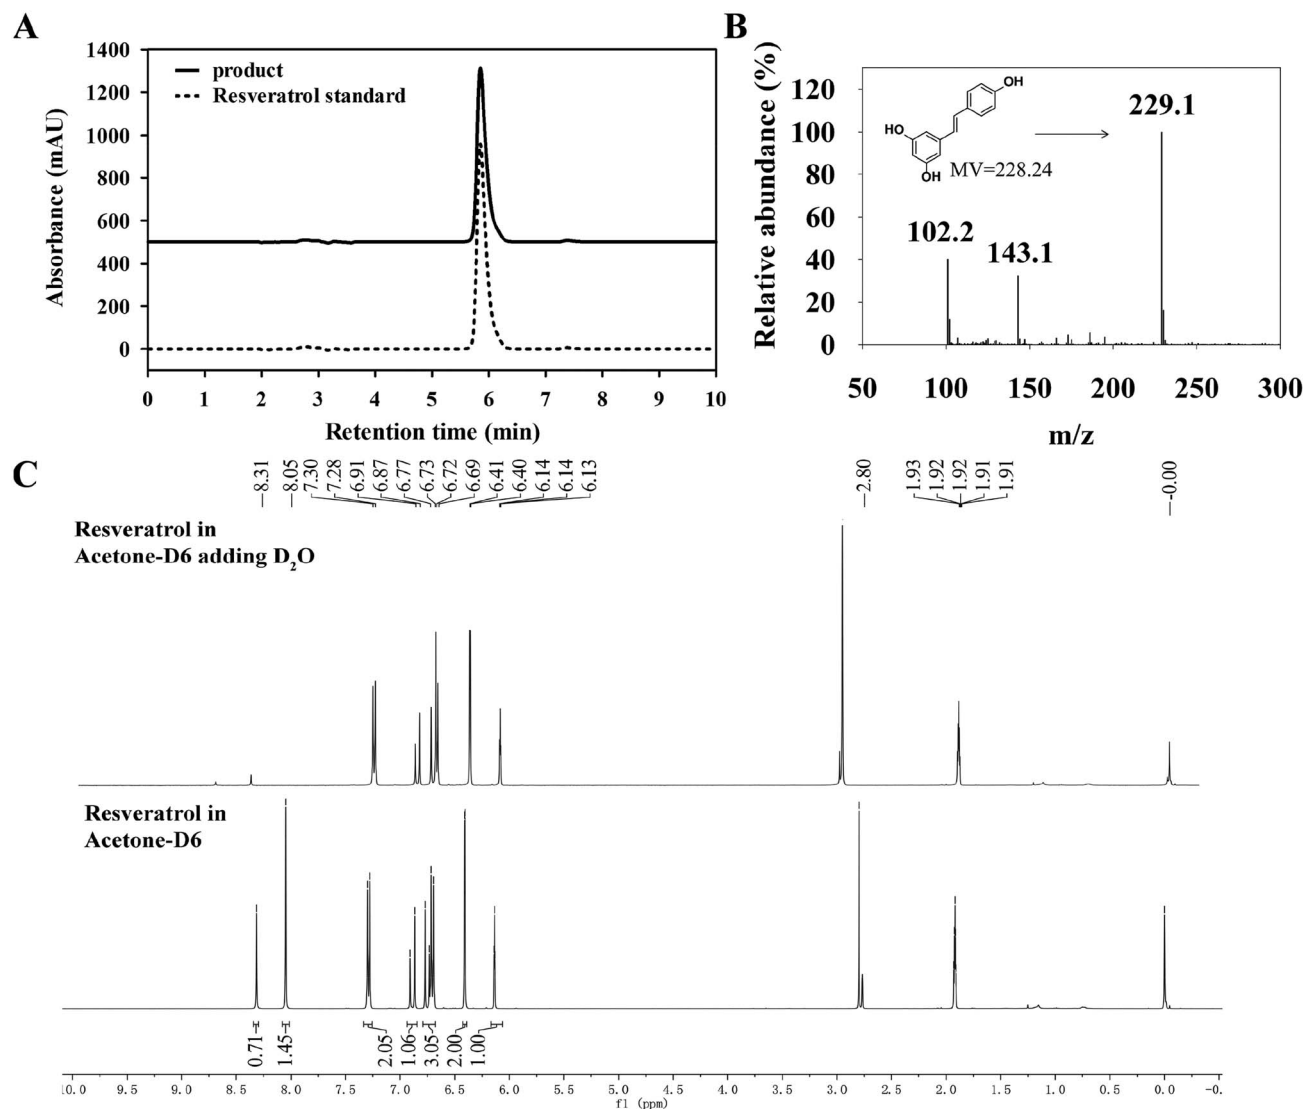 A
1400
1200
1000
800
600
400
200
0
Absorbance (mAU)
product
Resveratrol standard
0 1 2 3 4 5 6 7 8 9 10
Retention time (min)
B
Relative abundance (%)
120
100
80
60
40
20
0
OH
HO
OH
MV=228.24
229.1
102.2
143.1
50 100 150 200 250 300
m/z
C
8.31
8.05
7.30
7.28
6.91
6.87
6.77
6.73
6.72
6.69
6.41
6.40
6.14
6.14
6.13
2.80
1.93
1.92
1.92
1.91
1.91
-0.00
Resveratrol in
Acetone-D6 adding D₂O
Resveratrol in
Acetone-D6
0.71
1.45
2.05
1.06
3.05
2.00
1.00
10.0 9.5 9.0 8.5 8.0 7.5 7.0 6.5 6.0 5.5 5.0 4.5 4.0 3.5 3.0 2.5 2.0 1.5 1.0 0.5 0.0 -0.
f1 (ppm)